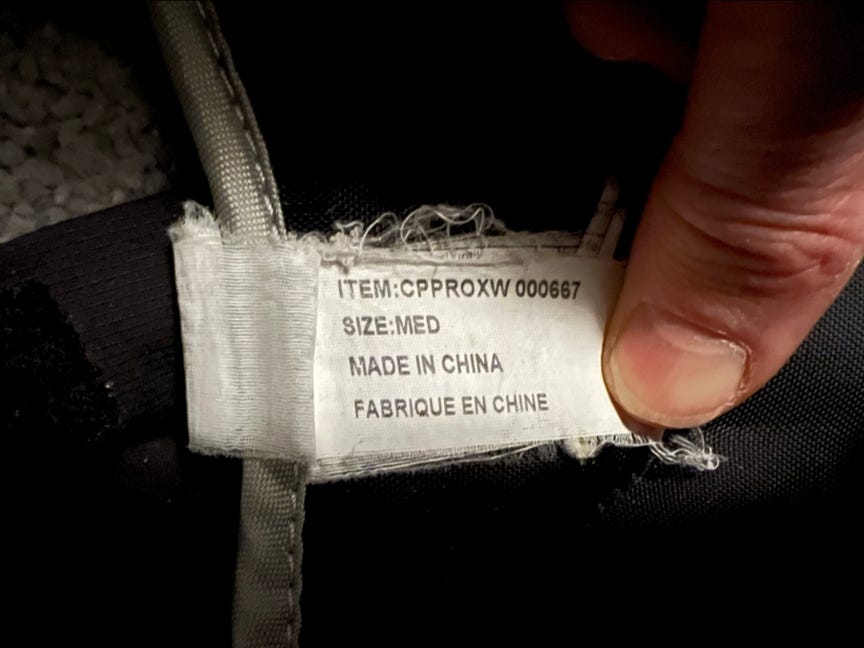 ITEM:CPPROXW 000667
SIZE:MED
MADE IN CHINA
FABRIQUE EN CHINE